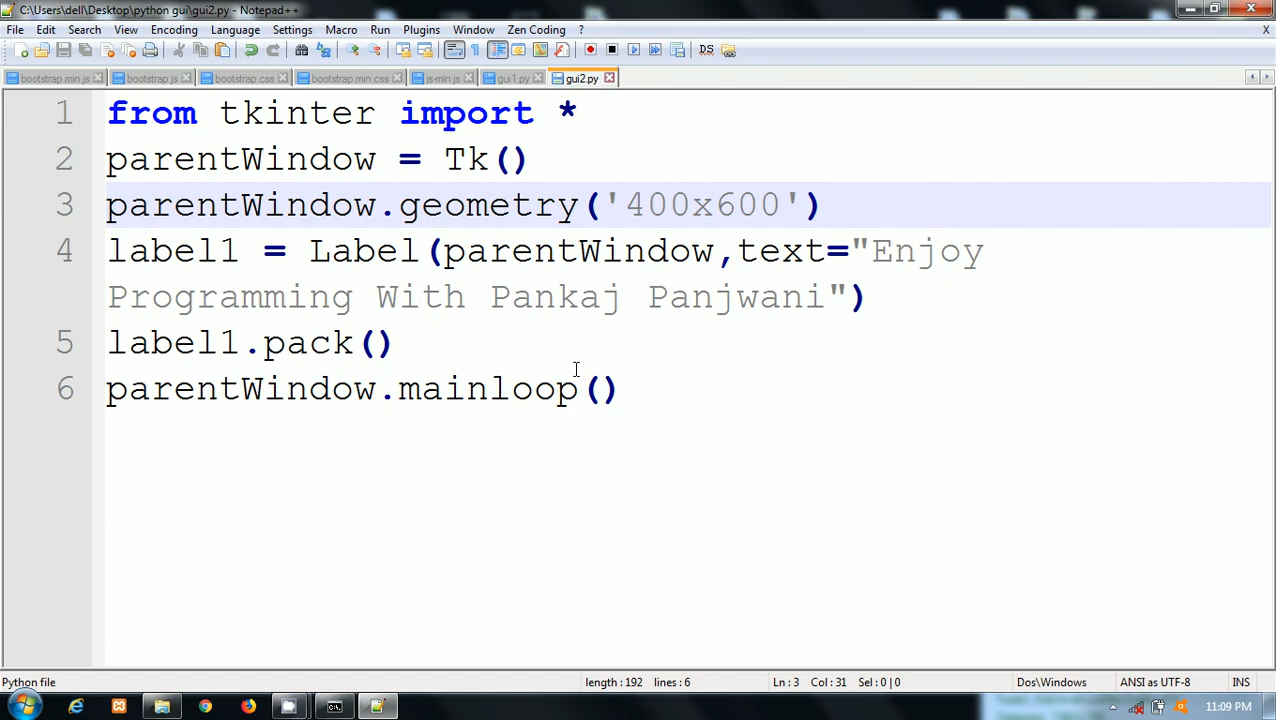 C:\Users\dell\Desktop\python gui\gui2.py - Notepad++
File Edit Search View Encoding Language Settings Macro Run Plugins Window Zen Coding ? X
bootstrap.min.js bootstrap.js bootstrap.css bootstrap.min.css js-min.js gui1.py gui2.py
1 from tkinter import *
2 parentWindow = Tk()
3 parentWindow.geometry('400x600')
4 label1 = Label(parentWindow,text="Enjoy
Programming With Pankaj Panjwani")
5 label1.pack()
6 parentWindow.mainloop()
Python file length : 192 lines : 6 Ln : 3 Col : 31 Sel : 0 | 0 Dos\Windows ANSI as UTF-8 INS
11:09 PM